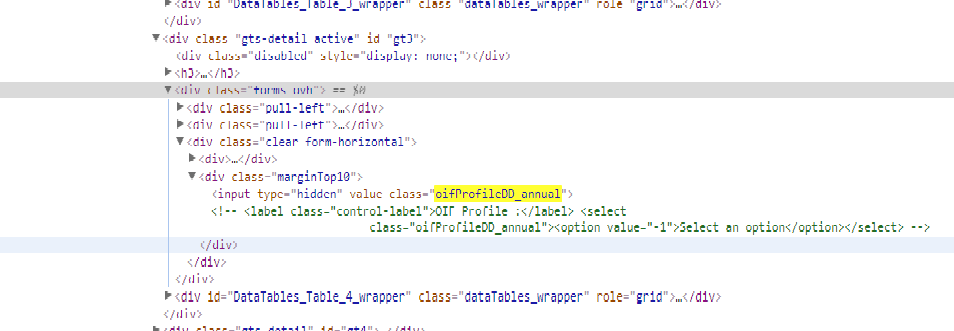 ▶<div id "DataTables_Table_3_wrapper" class "dataTables_wrapper" role "grid">…</div>
</div>
▼<div class "gts-detail active" id "gt3">
<div class="disabled" style="display: none;"></div>
▶<h3>…</h3>
▼<div class="forms ovh"> == $0
▶<div class="pull-left">…</div>
▶<div class="pull-left">…</div>
▼<div class="clear form-horizontal">
▶<div>…</div>
▼<div class="marginTop10">
<input type="hidden" value class="oifProfileDD_annual">
<!-- <label class="control-label">OIF Profile :</label> <select
class="oifProfileDD_annual"><option value="-1">Select an option</option></select> -->
</div>
</div>
</div>
▶<div id="DataTables_Table_4_wrapper" class="dataTables_wrapper" role="grid">…</div>
</div>
▶<div class="gts-detail" id="gt4">…</div>